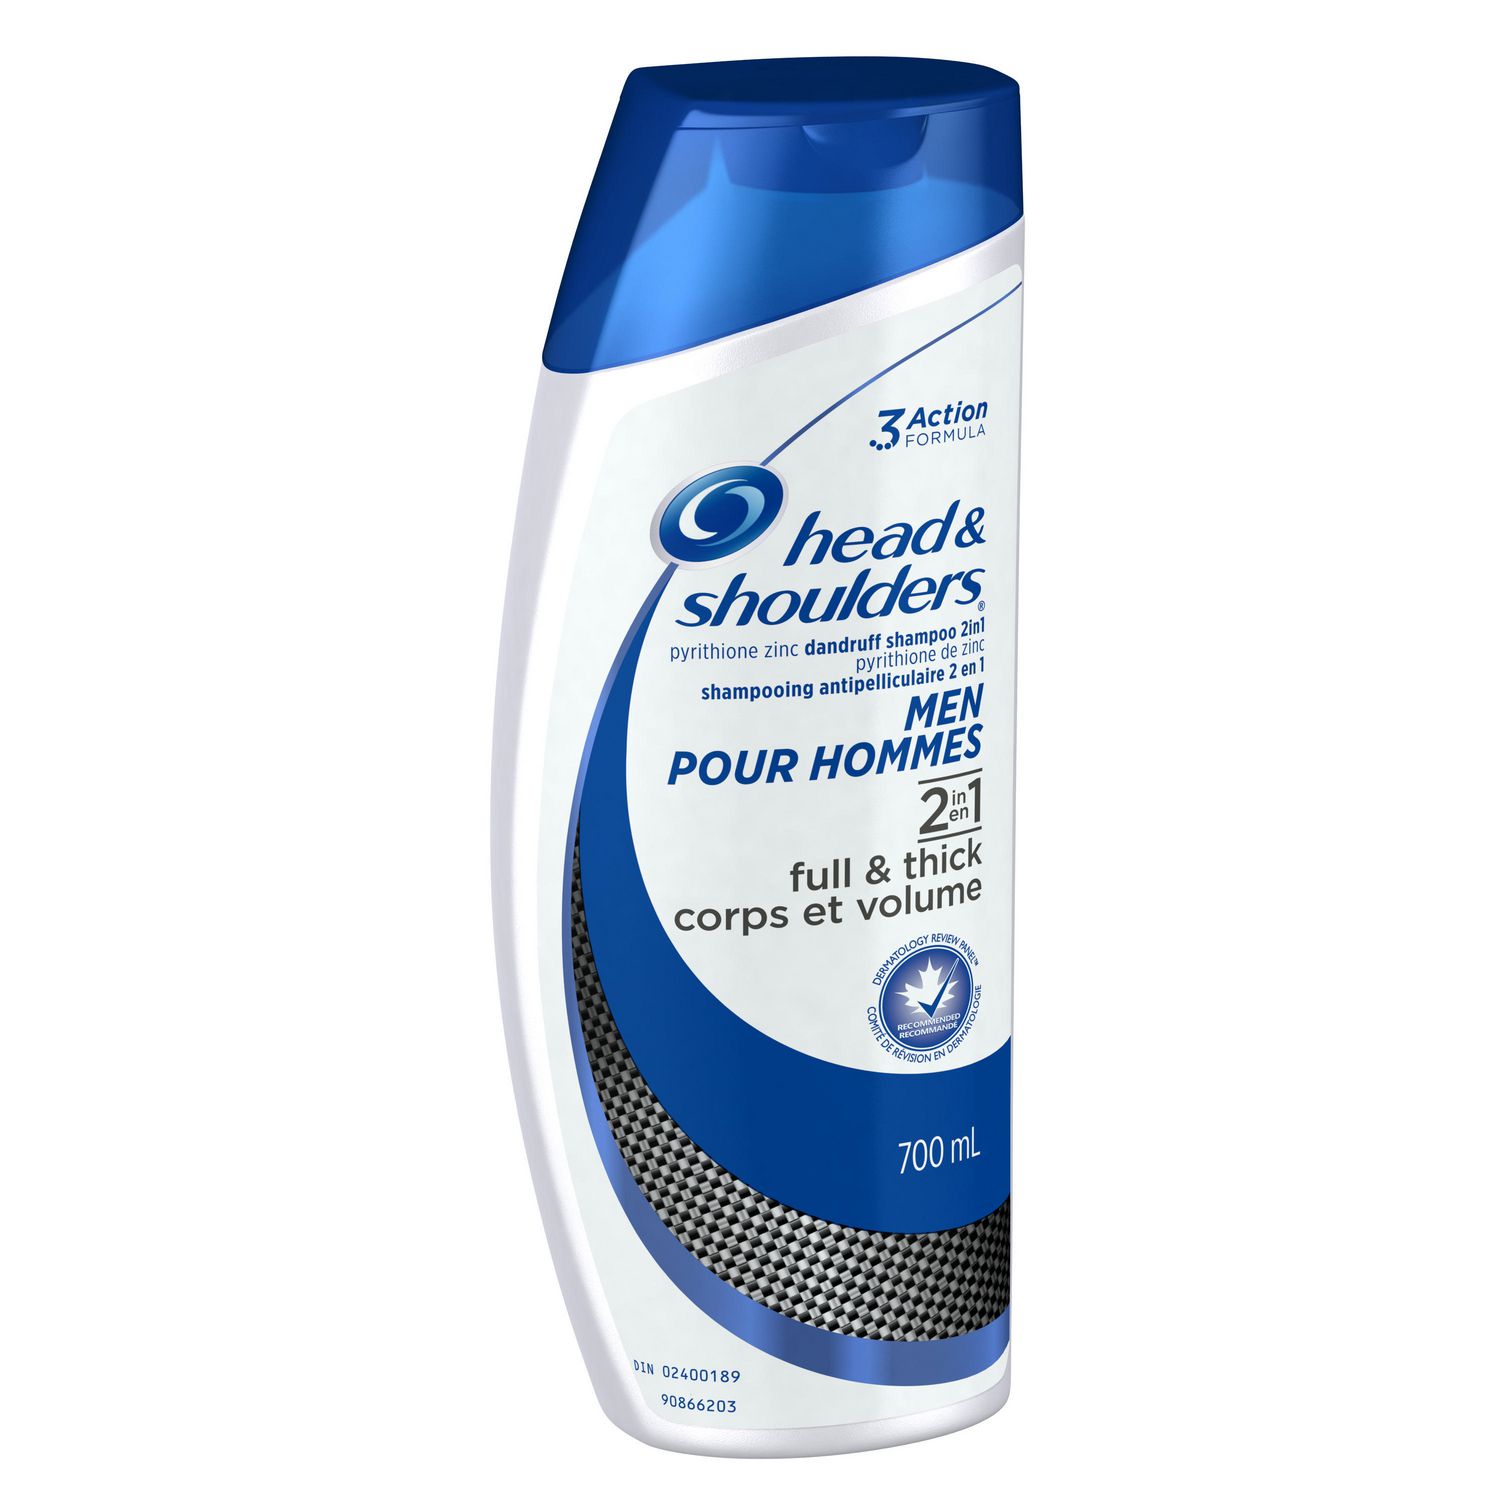 3 Action
FORMULA
head &
shoulders®
pyrithione zinc dandruff shampoo 2in1
pyrithione de zinc
shampooing antipelliculaire 2 en 1
MEN
POUR HOMMES
2 in en 1
full & thick
corps et volume
DERMATOLOGY REVIEW PANEL™
RECOMMENDED
RECOMMANDÉ
COMITÉ DE RÉVISION EN DERMATOLOGIE
700 mL
DIN 02400189
90866203